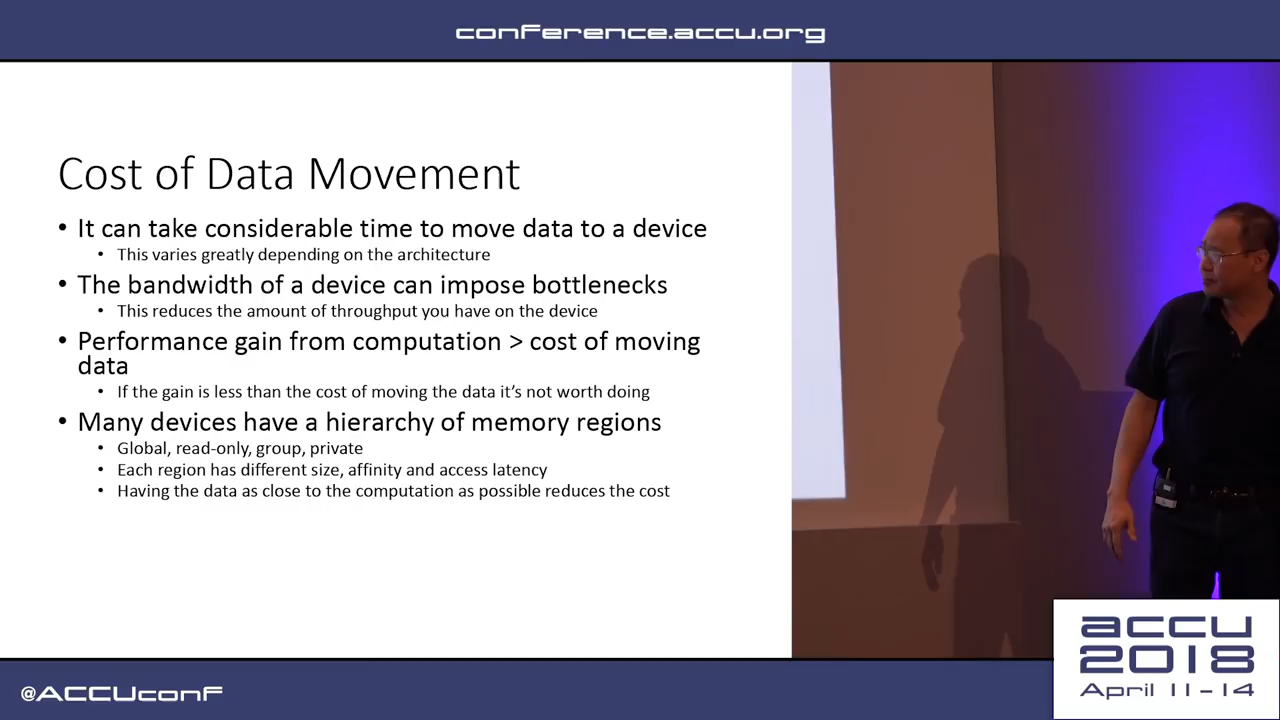 conference.accu.org
Cost of Data Movement
• It can take considerable time to move data to a device
• This varies greatly depending on the architecture
• The bandwidth of a device can impose bottlenecks
• This reduces the amount of throughput you have on the device
• Performance gain from computation > cost of moving
data
• If the gain is less than the cost of moving the data it’s not worth doing
• Many devices have a hierarchy of memory regions
• Global, read-only, group, private
• Each region has different size, affinity and access latency
• Having the data as close to the computation as possible reduces the cost
accu
2018
April 11-14
@ACCUconf